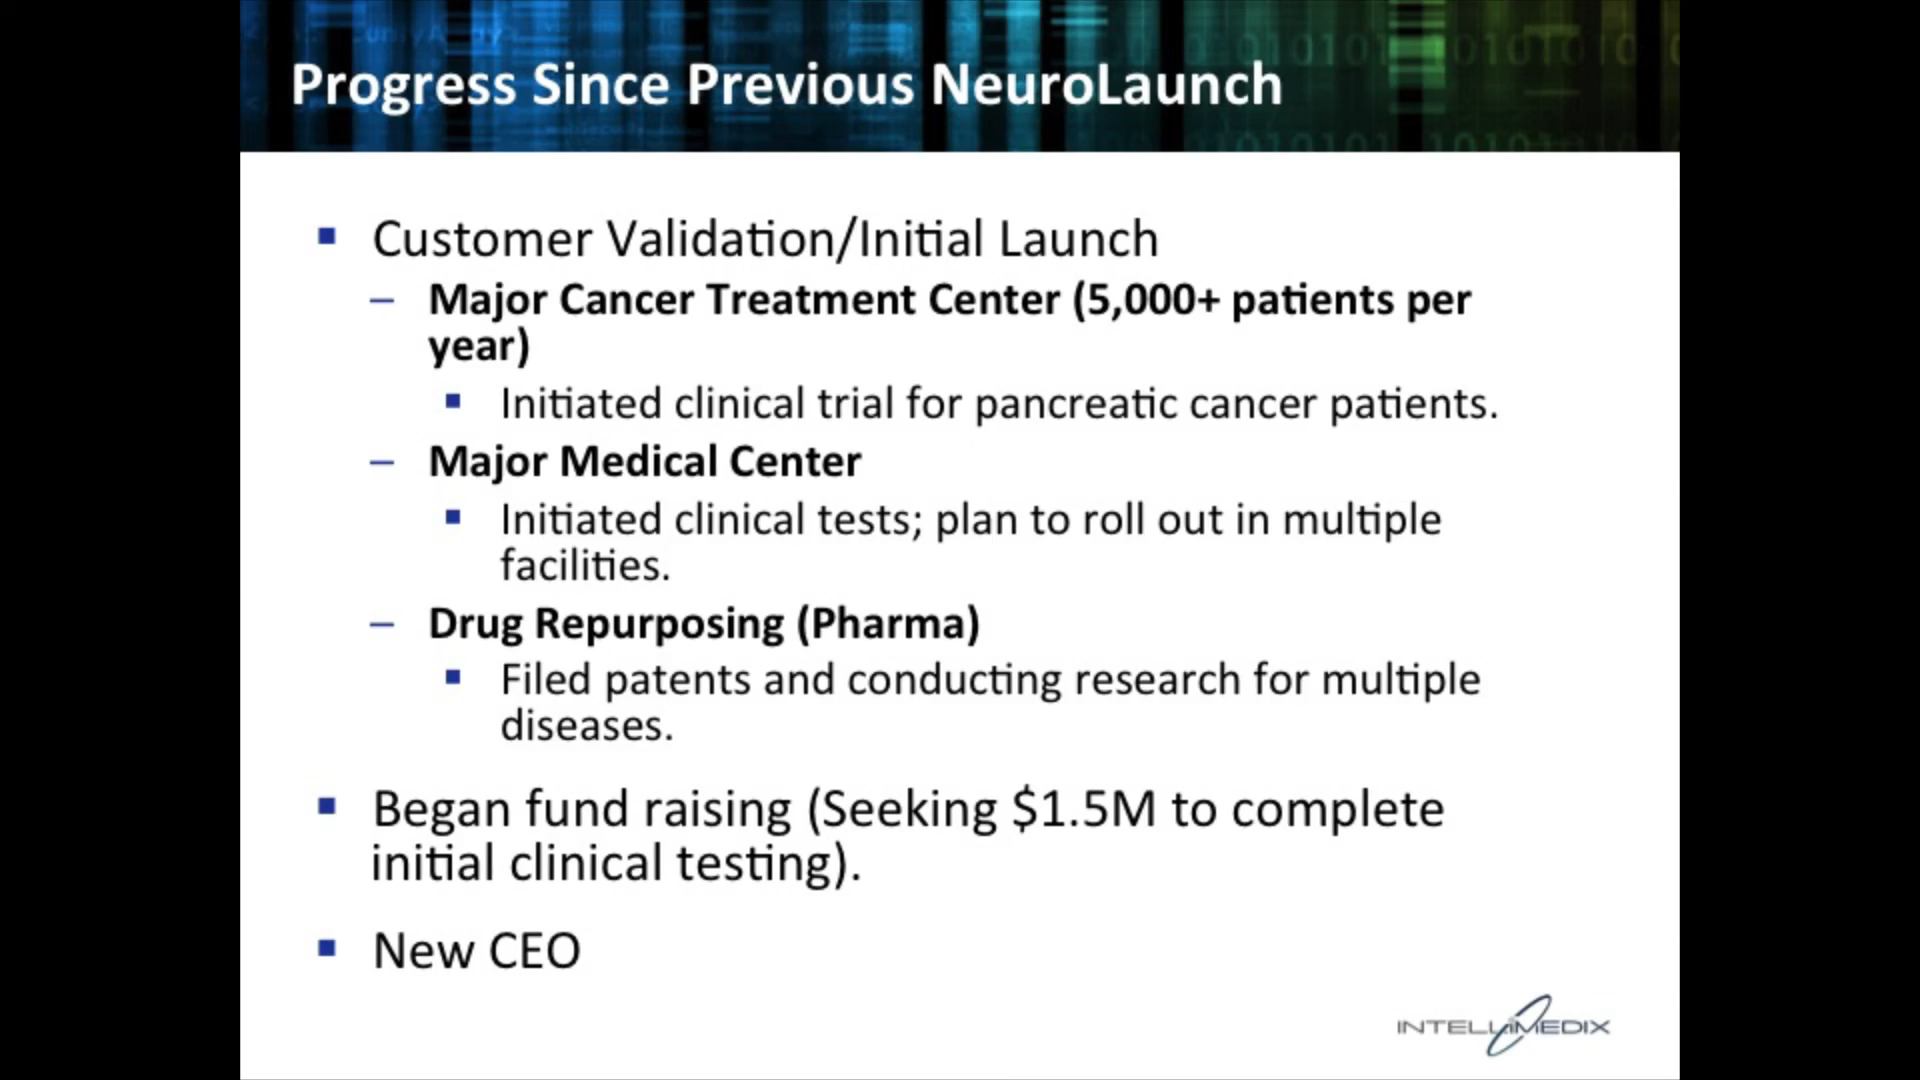 Progress Since Previous NeuroLaunch
▪ Customer Validation/Initial Launch
– Major Cancer Treatment Center (5,000+ patients per
year)
▪ Initiated clinical trial for pancreatic cancer patients.
– Major Medical Center
▪ Initiated clinical tests; plan to roll out in multiple
facilities.
– Drug Repurposing (Pharma)
▪ Filed patents and conducting research for multiple
diseases.
▪ Began fund raising (Seeking $1.5M to complete
initial clinical testing).
▪ New CEO
INTELLIMEDIX